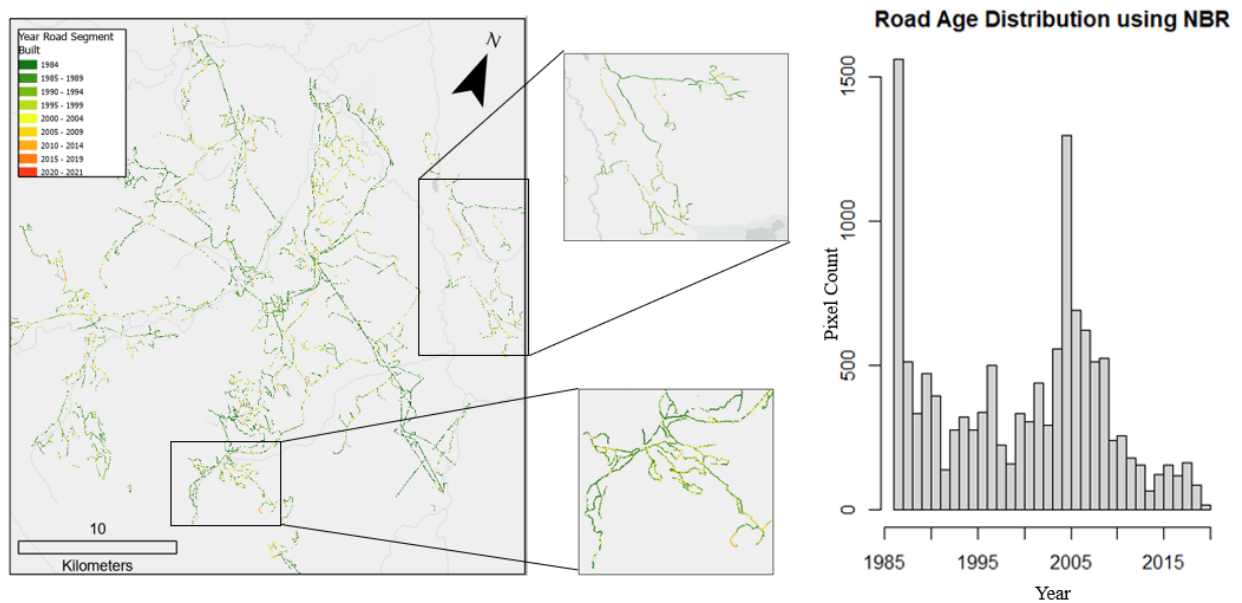 Year Road Segment
Built
1984
1985 - 1989
1990 - 1994
1995 - 1999
2000 - 2004
2005 - 2009
2010 - 2014
2015 - 2019
2020 - 2021
N
10
Kilometers
Road Age Distribution using NBR
Pixel Count
1500
1000
500
0
1985
1995
2005
2015
Year